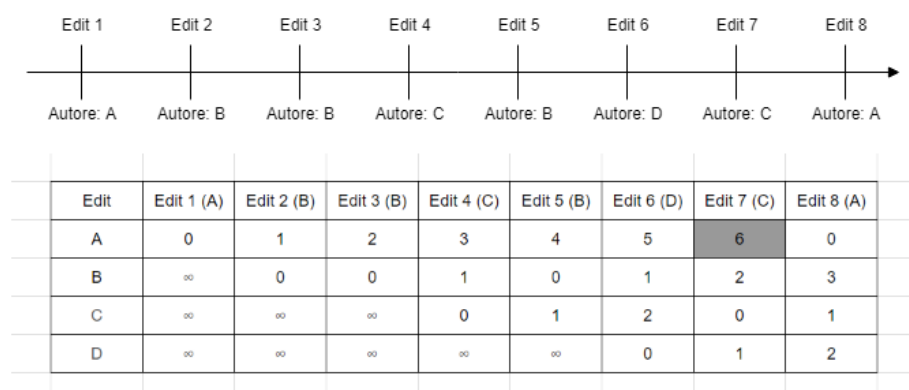 Edit 1 Edit 2 Edit 3 Edit 4 Edit 5 Edit 6 Edit 7 Edit 8
Autore: A Autore: B Autore: B Autore: C Autore: B Autore: D Autore: C Autore: A
Edit Edit 1 (A) Edit 2 (B) Edit 3 (B) Edit 4 (C) Edit 5 (B) Edit 6 (D) Edit 7 (C) Edit 8 (A)
A 0 1 2 3 4 5 6 0
B ∞ 0 0 1 0 1 2 3
C ∞ ∞ ∞ 0 1 2 0 1
D ∞ ∞ ∞ ∞ ∞ 0 1 2